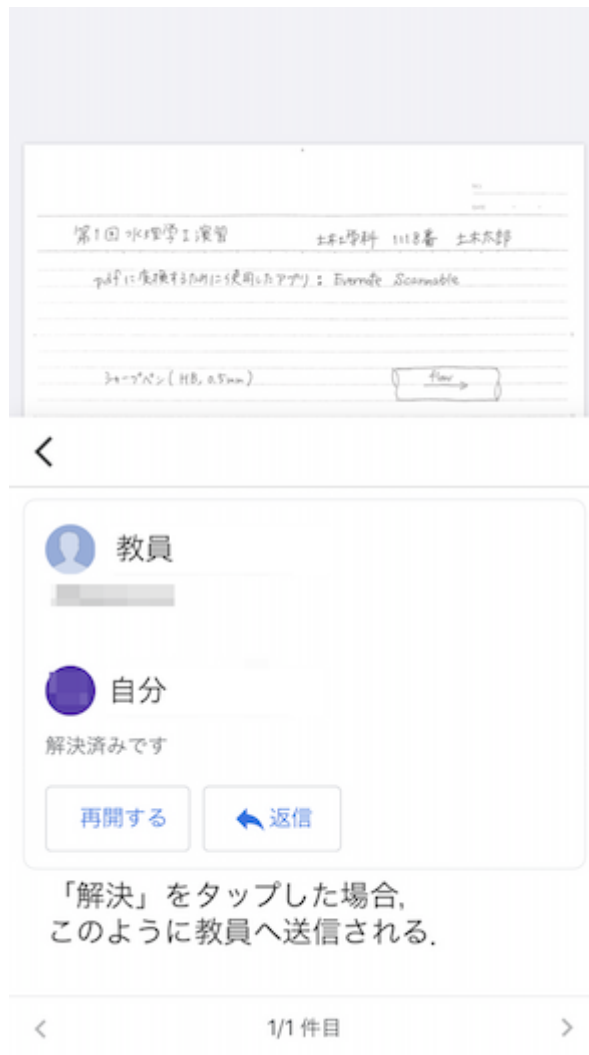 第1回 水理学I演習 土木工学科 1118番 土木太郎
pdfに変換するために使用したアプリ : Evernote Scannable
シャープペン (HB, 0.5mm)
flow
教員
自分
解決済みです
再開する 返信
「解決」をタップした場合,
このように教員へ送信される.
1/1 件目